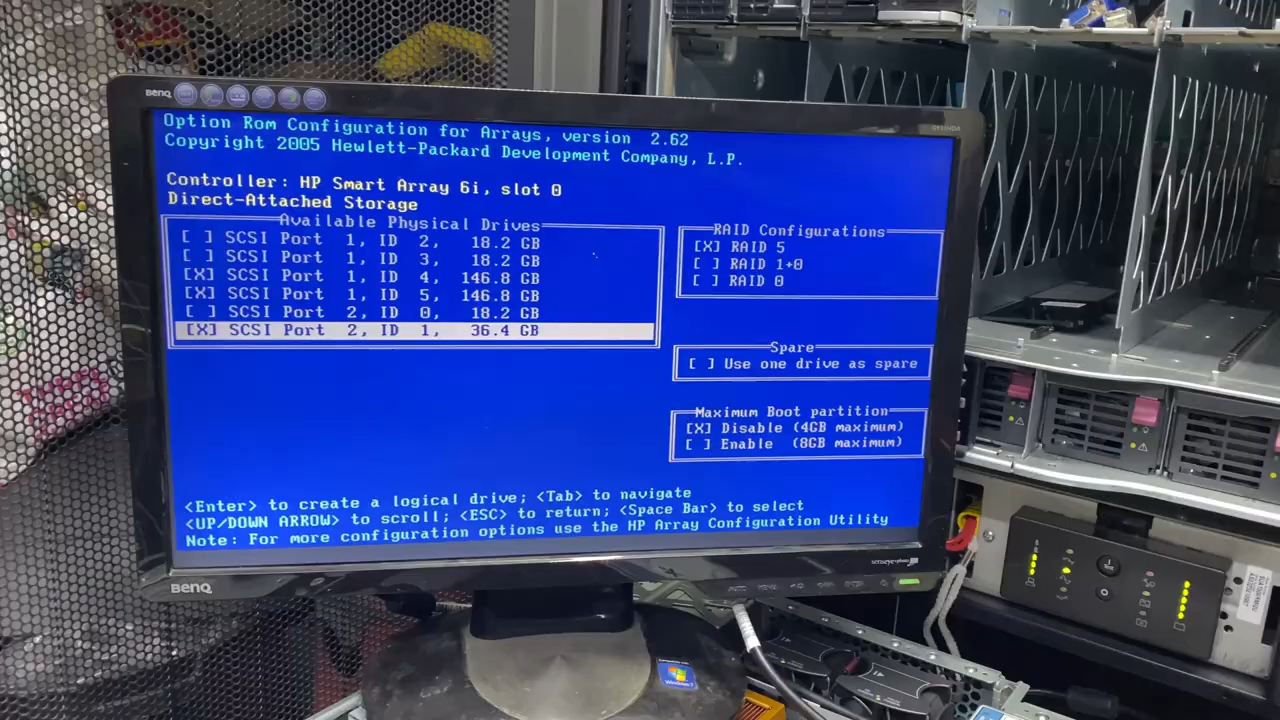 BenQ
Option Rom Configuration for Arrays, version 2.62
Copyright 2005 Hewlett-Packard Development Company, L.P.
Controller: HP Smart Array 6i, slot 0
Direct-Attached Storage
Available Physical Drives
[ ] SCSI Port 1, ID 2, 18.2 GB
[ ] SCSI Port 1, ID 3, 18.2 GB
[X] SCSI Port 1, ID 4, 146.8 GB
[X] SCSI Port 1, ID 5, 146.8 GB
[ ] SCSI Port 2, ID 0, 18.2 GB
[X] SCSI Port 2, ID 1, 36.4 GB
RAID Configurations
[X] RAID 5
[ ] RAID 1+0
[ ] RAID 0
Spare
[ ] Use one drive as spare
Maximum Boot partition
[X] Disable (4GB maximum)
[ ] Enable (8GB maximum)
<Enter> to create a logical drive; <Tab> to navigate
<UP/DOWN ARROW> to scroll; <ESC> to return; <Space Bar> to select
Note: For more configuration options use the HP Array Configuration Utility
BenQ
senseye+photo
Windows 7